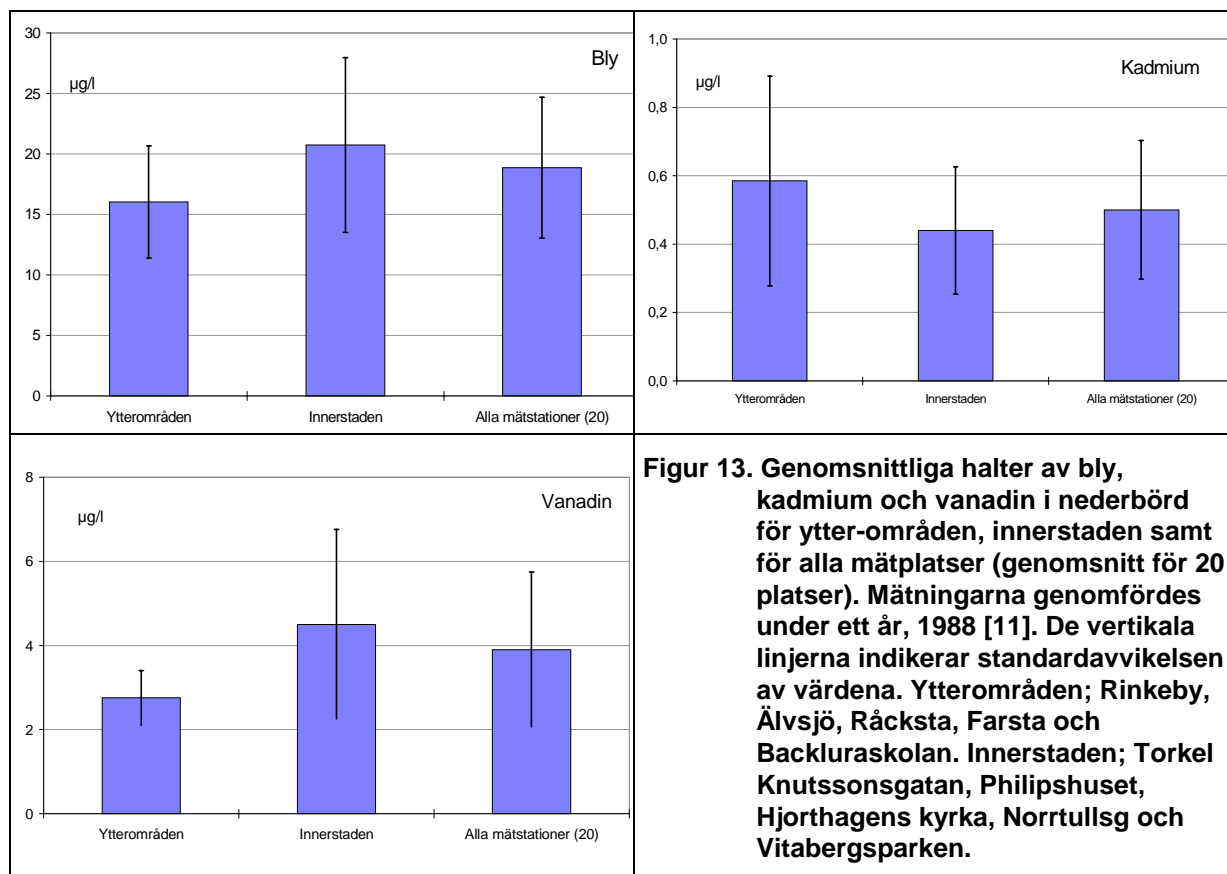 30
Bly
µg/l
25
20
15
10
5
0
Ytterområden Innerstaden Alla mätstationer (20)
1,0
Kadmium
µg/l
0,8
0,6
0,4
0,2
0,0
Ytterområden Innerstaden Alla mätstationer (20)
8
Vanadin
µg/l
6
4
2
0
Ytterområden Innerstaden Alla mätstationer (20)
Figur 13. Genomsnittliga halter av bly,
kadmium och vanadin i nederbörd
för ytter-områden, innerstaden samt
för alla mätplatser (genomsnitt för 20
platser). Mätningarna genomfördes
under ett år, 1988 [11]. De vertikala
linjerna indikerar standardavvikelsen
av värdena. Ytterområden; Rinkeby,
Älvsjö, Råcksta, Farsta och
Backluraskolan. Innerstaden; Torkel
Knutssonsgatan, Philipshuset,
Hjorthagens kyrka, Norrtullsg och
Vitabergsparken.